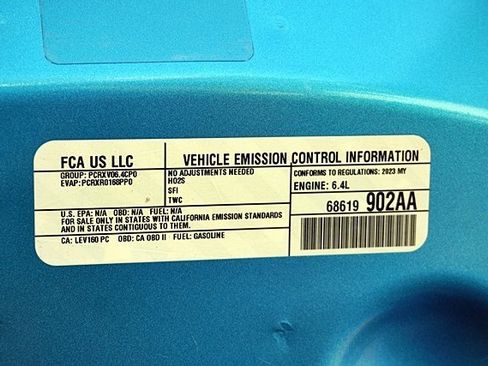 FCA US LLC
VEHICLE EMISSION CONTROL INFORMATION
GROUP: PCRXV06.4CP0
EVAP: PCRXR0168PP0
NO ADJUSTMENTS NEEDED
HO2S
SFI
TWC
CONFORMS TO REGULATIONS: 2023 MY
ENGINE: 6.4L
68619 902AA
U.S. EPA: N/A OBD: N/A FUEL: N/A
FOR SALE ONLY IN STATES WITH CALIFORNIA EMISSION STANDARDS
AND IN STATES CONTIGUOUS TO THEM.
CA: LEV160 PC OBD: CA OBD II FUEL: GASOLINE